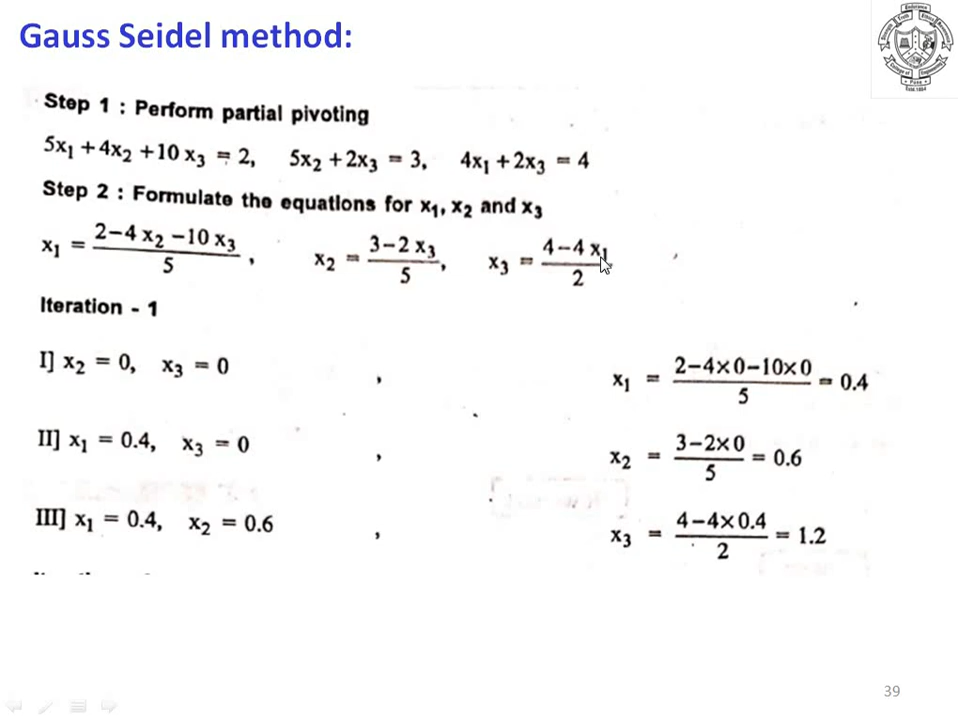 Gauss Seidel method:
Step 1 : Perform partial pivoting
5x₁ + 4x₂ + 10 x₃ = 2, 5x₂ + 2x₃ = 3, 4x₁ + 2x₃ = 4
Step 2 : Formulate the equations for x₁, x₂ and x₃
x₁ = (2−4 x₂ −10 x₃)/5 , x₂ = (3−2 x₃)/5 , x₃ = (4−4 x₁)/2 ,
Iteration - 1
I] x₂ = 0, x₃ = 0 , x₁ = (2−4×0−10×0)/5 = 0.4
II] x₁ = 0.4, x₃ = 0 , x₂ = (3−2×0)/5 = 0.6
III] x₁ = 0.4, x₂ = 0.6 , x₃ = (4−4×0.4)/2 = 1.2
39